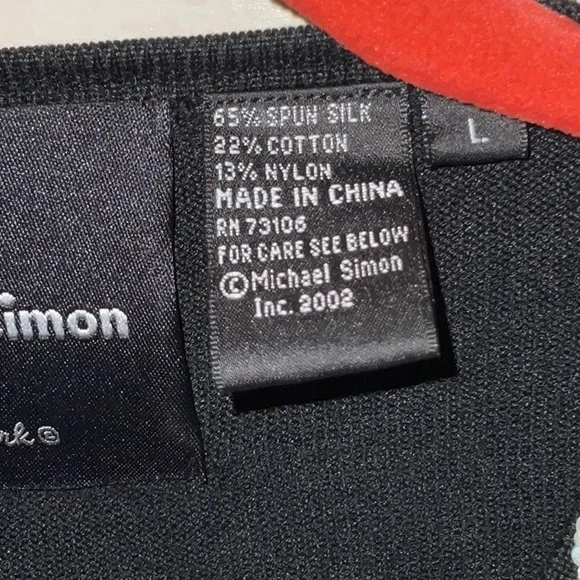 65% SPUN SILK
22% COTTON
13% NYLON
MADE IN CHINA
RN 73106
FOR CARE SEE BELOW
© Michael Simon
Inc. 2002
L
imon
rk ©